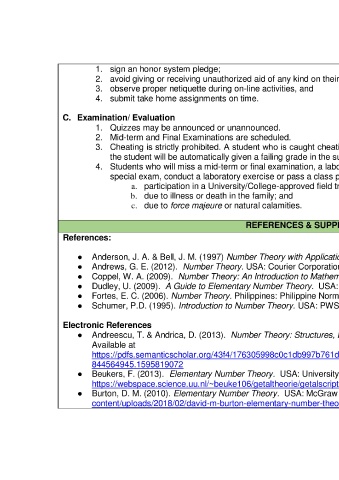 1. sign an honor system pledge;
2. avoid giving or receiving unauthorized aid of any kind on their
3. observe proper netiquette during on-line activities, and
4. submit take home assignments on time.
C. Examination/ Evaluation
1. Quizzes may be announced or unannounced.
2. Mid-term and Final Examinations are scheduled.
3. Cheating is strictly prohibited. A student who is caught cheati
the student will be automatically given a failing grade in the su
4. Students who will miss a mid-term or final examination, a labo
special exam, conduct a laboratory exercise or pass a class p
a. participation in a University/College-approved field tr
b. due to illness or death in the family; and
c. due to force majeure or natural calamities.
REFERENCES & SUPPL
References:
● Anderson, J. A. & Bell, J. M. (1997) Number Theory with Applicatio
● Andrews, G. E. (2012). Number Theory. USA: Courier Corporation
● Coppel, W. A. (2009). Number Theory: An Introduction to Mathem
● Dudley, U. (2009). A Guide to Elementary Number Theory. USA:
● Fortes, E. C. (2006). Number Theory. Philippines: Philippine Norm
● Schumer, P.D. (1995). Introduction to Number Theory. USA: PWS
Electronic References
● Andreescu, T. & Andrica, D. (2013). Number Theory: Structures,
Available at
https://pdfs.semanticscholar.org/43f4/176305998c0c1db997b761d
844564945.1595819072
● Beukers, F. (2013). Elementary Number Theory. USA: University
https://webspace.science.uu.nl/~beuke106/getaltheorie/getalscript
● Burton, D. M. (2010). Elementary Number Theory. USA: McGraw
content/uploads/2018/02/david-m-burton-elementary-number-theo